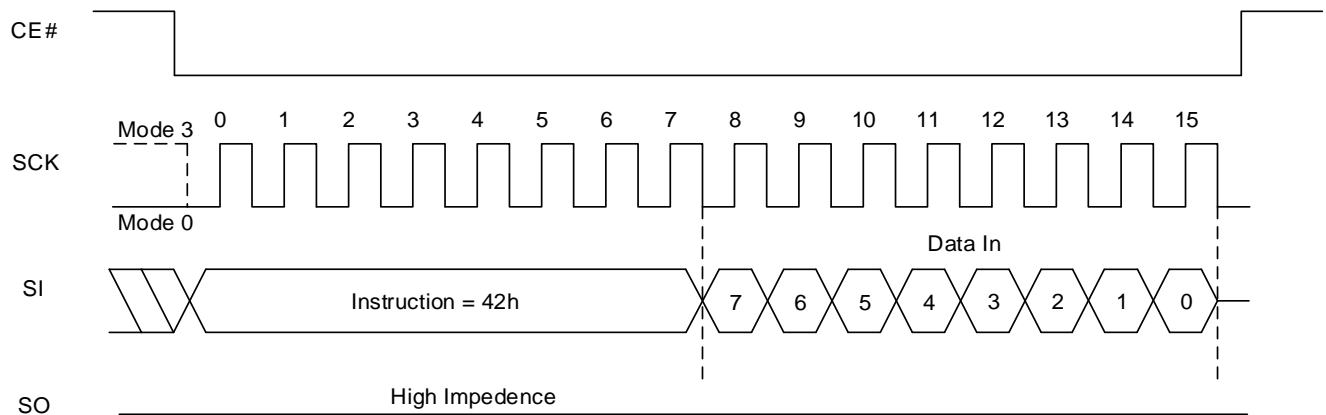 CE#
Mode 3 0 1 2 3 4 5 6 7 8 9 10 11 12 13 14 15
SCK
Mode 0
Data In
SI Instruction = 42h 7 6 5 4 3 2 1 0
High Impedence
SO